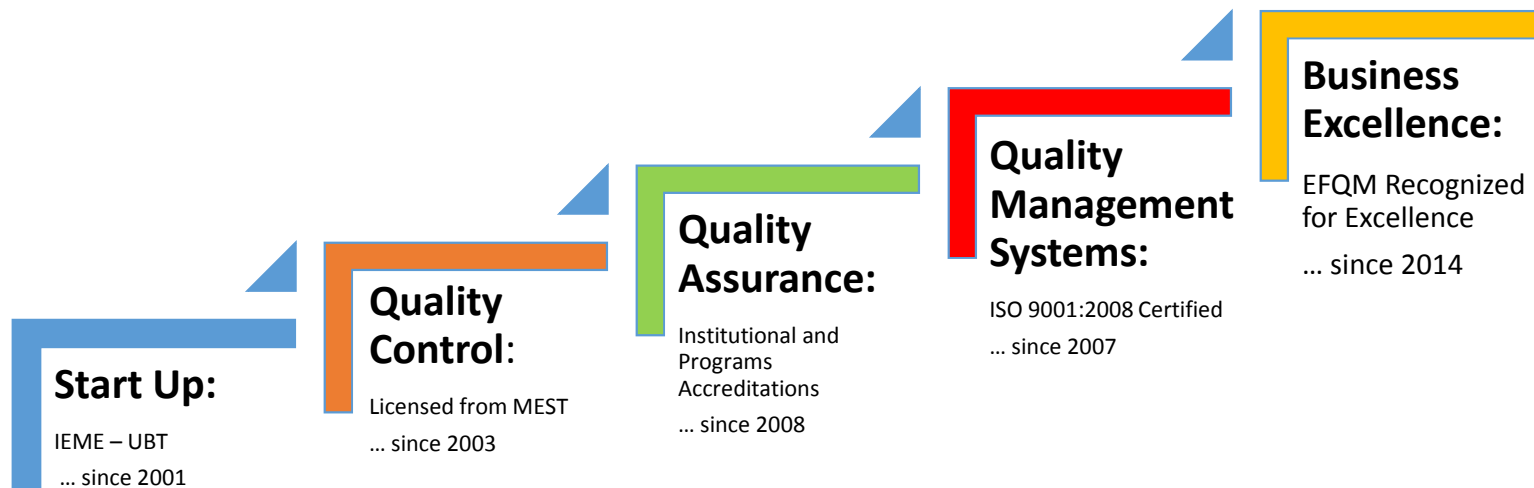 Start Up:
IEME – UBT
... since 2001
Quality
Control:
Licensed from MEST
... since 2003
Quality
Assurance:
Institutional and
Programs
Accreditations
... since 2008
Quality
Management
Systems:
ISO 9001:2008 Certified
... since 2007
Business
Excellence:
EFQM Recognized
for Excellence
... since 2014